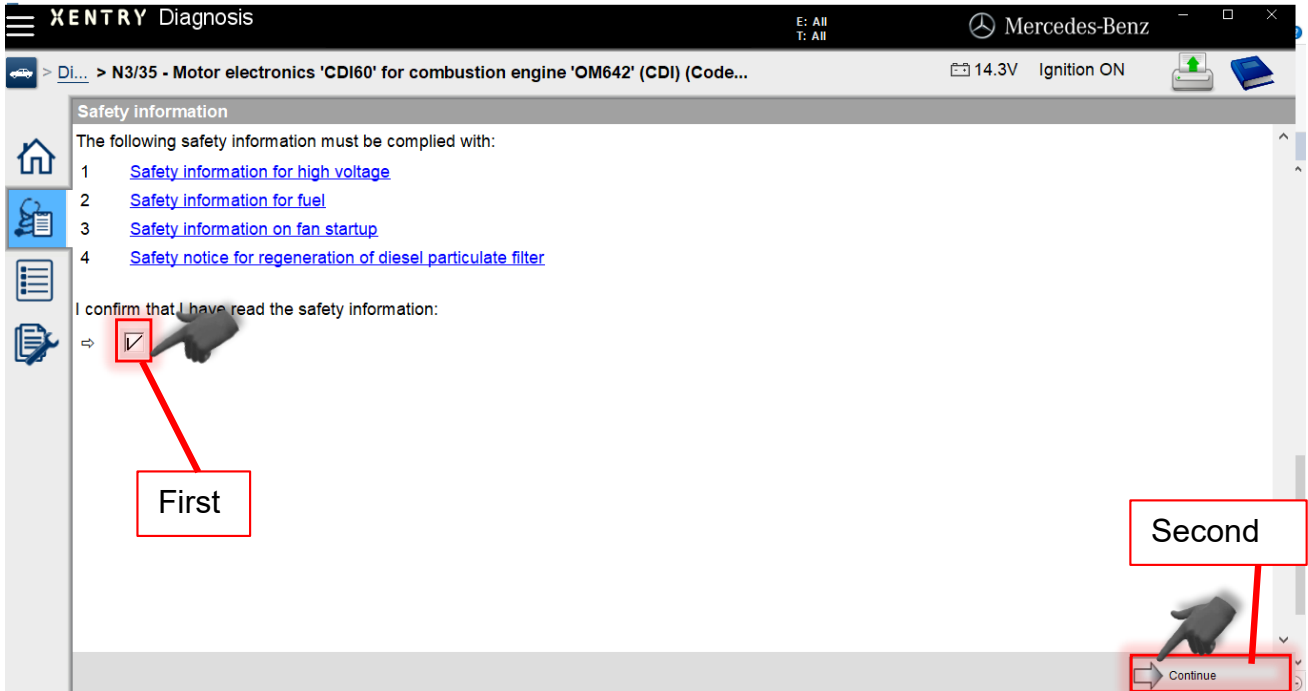 XENTRY Diagnosis
E: All
T: All
Mercedes-Benz
> Di... > N3/35 - Motor electronics 'CDI60' for combustion engine 'OM642' (CDI) (Code...
14.3V Ignition ON
Safety information
The following safety information must be complied with:
1 Safety information for high voltage
2 Safety information for fuel
3 Safety information on fan startup
4 Safety notice for regeneration of diesel particulate filter
I confirm that I have read the safety information:
First
Second
Continue